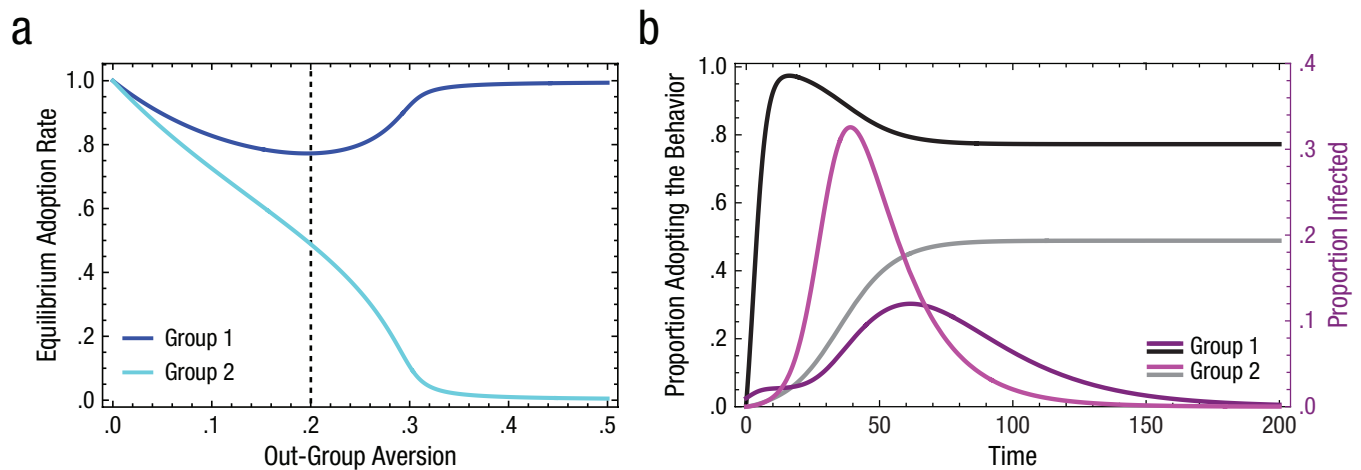 a
Equilibrium Adoption Rate
1.0
.8
.6
.4
.2
.0
Group 1
Group 2
.0 .1 .2 .3 .4 .5
Out-Group Aversion
b
Proportion Adopting the Behavior
1.0
.8
.6
.4
.2
.0
Group 1
Group 2
0 50 100 150 200
Time
.4
.3
.2
.1
.0
Proportion Infected